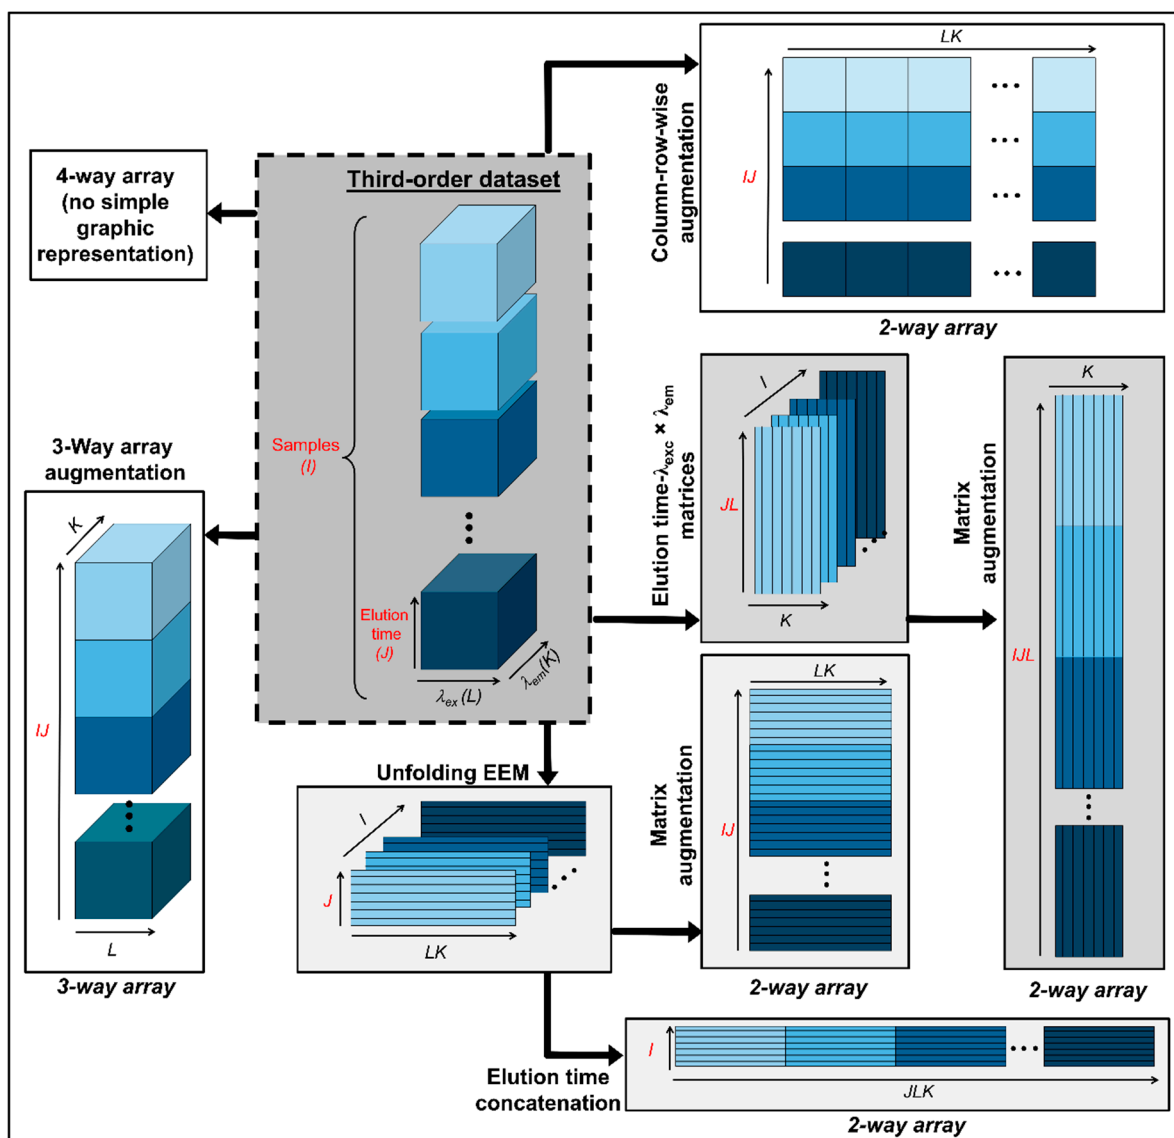 LK
IJ
Column-row-wise
augmentation
2-way array
4-way array
(no simple
graphic
representation)
Third-order dataset
Samples
(I)
Elution
time
(J)
λex (L)
λem(K)
3-Way array
augmentation
K
IJ
L
3-way array
Elution time-λexc × λem
matrices
I
JL
K
Matrix
augmentation
K
IJL
2-way array
Unfolding EEM
I
J
LK
Matrix
augmentation
LK
IJ
2-way array
Elution time
concatenation
I
JLK
2-way array